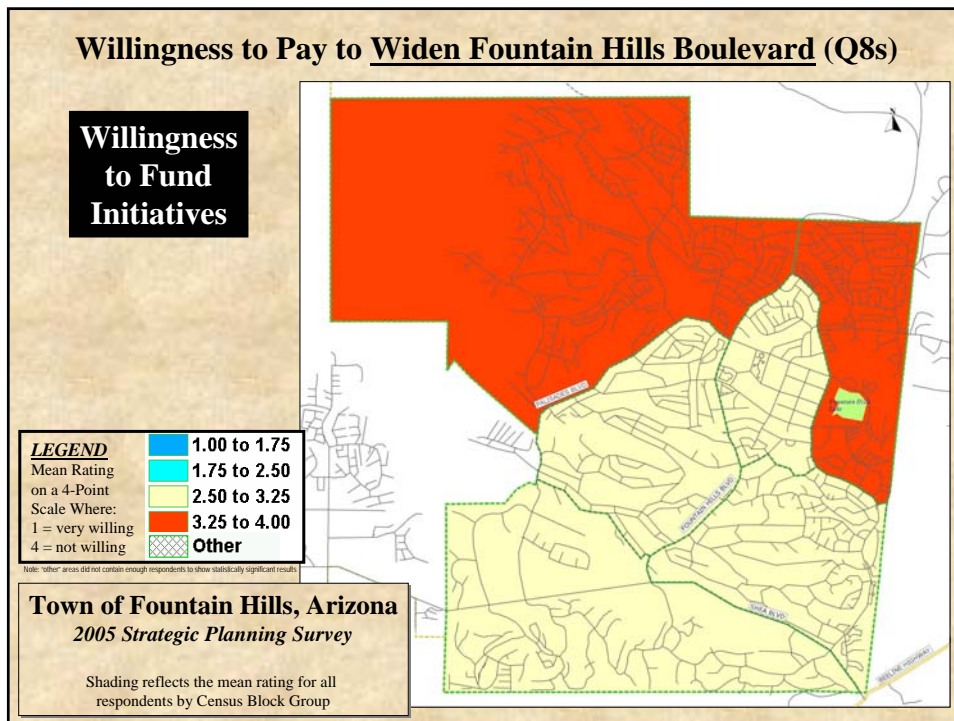 Willingness to Pay to Widen Fountain Hills Boulevard (Q8s)
Willingness
to Fund
Initiatives
PALISADES BLVD
FOUNTAIN HILLS BLVD
SHEA BLVD
BEELINE HIGHWAY
LEGEND
Mean Rating
on a 4-Point
Scale Where:
1 = very willing
4 = not willing
1.00 to 1.75
1.75 to 2.50
2.50 to 3.25
3.25 to 4.00
Other
Note: "other" areas did not contain enough respondents to show statistically significant results.
Town of Fountain Hills, Arizona
2005 Strategic Planning Survey
Shading reflects the mean rating for all
respondents by Census Block Group